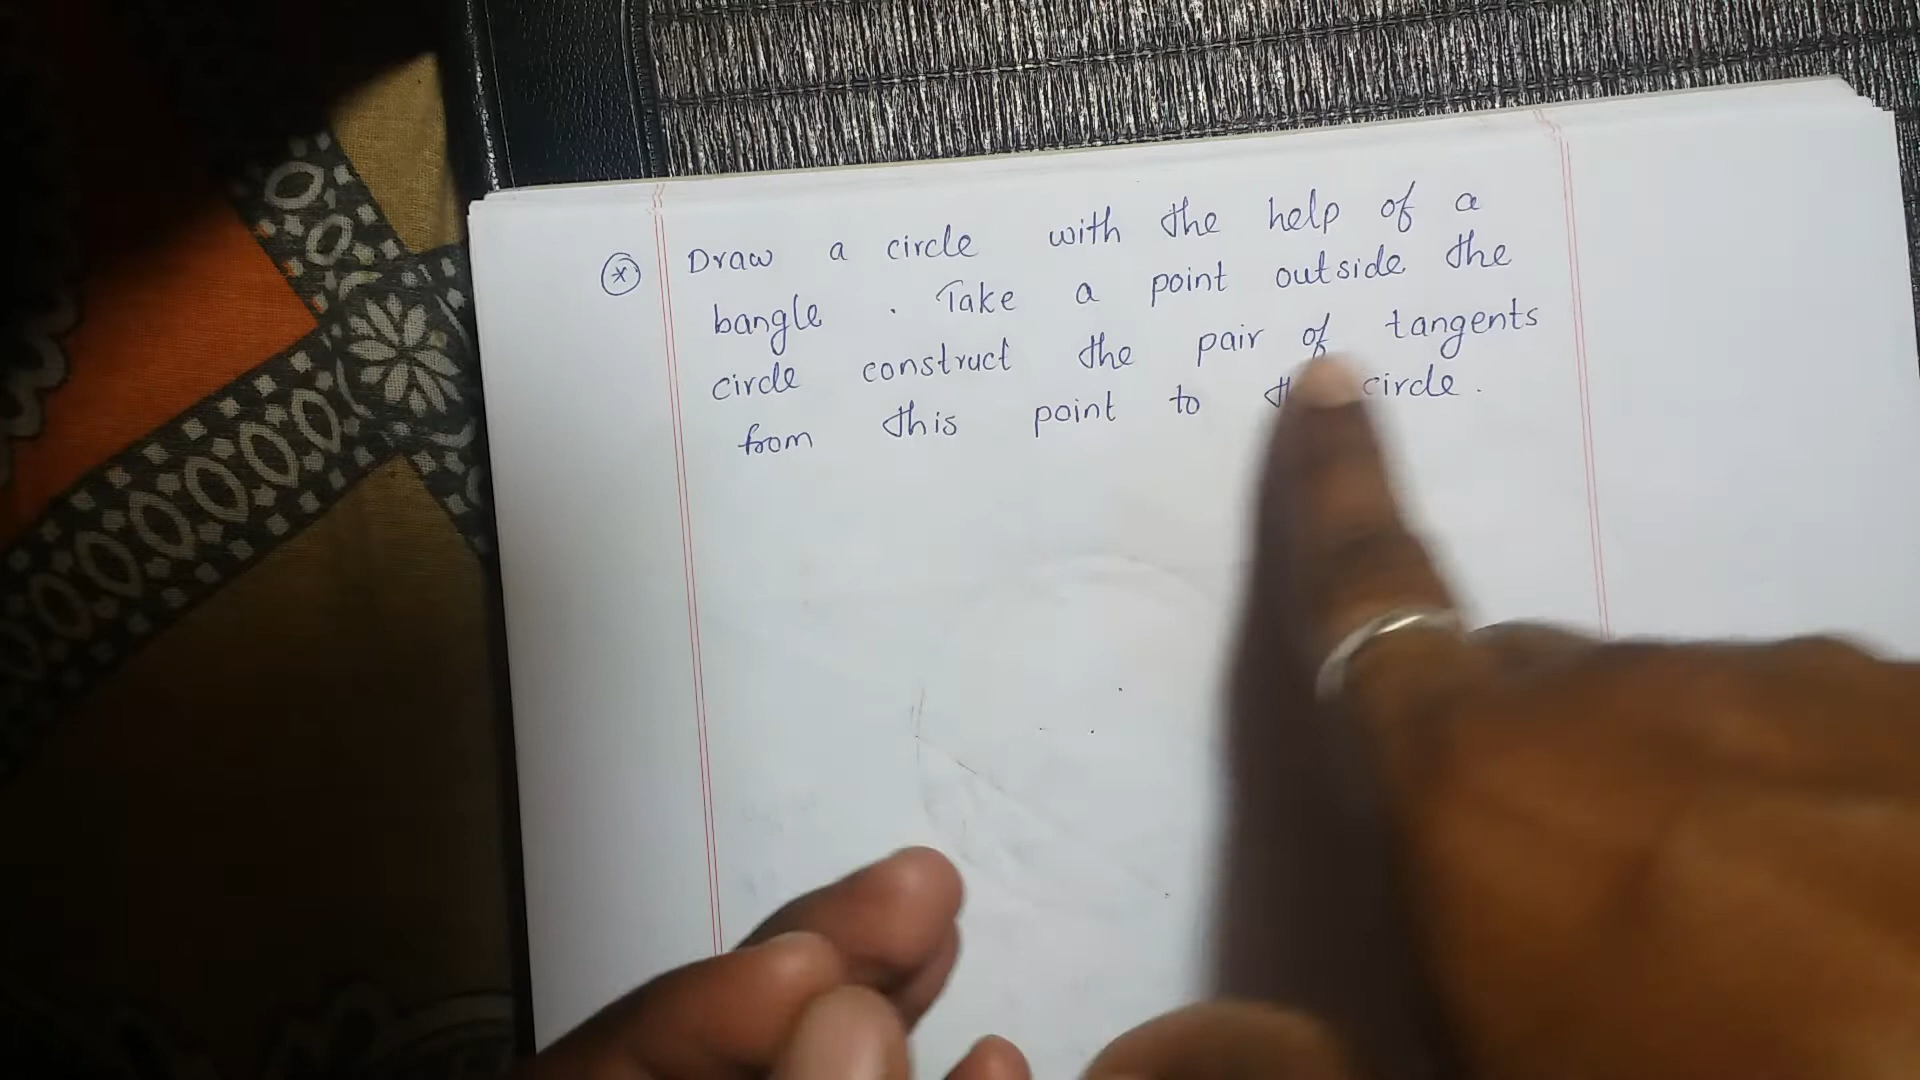 (*) Draw a circle with the help of a
bangle . Take a point outside the
circle construct the pair of tangents
from this point to circle .